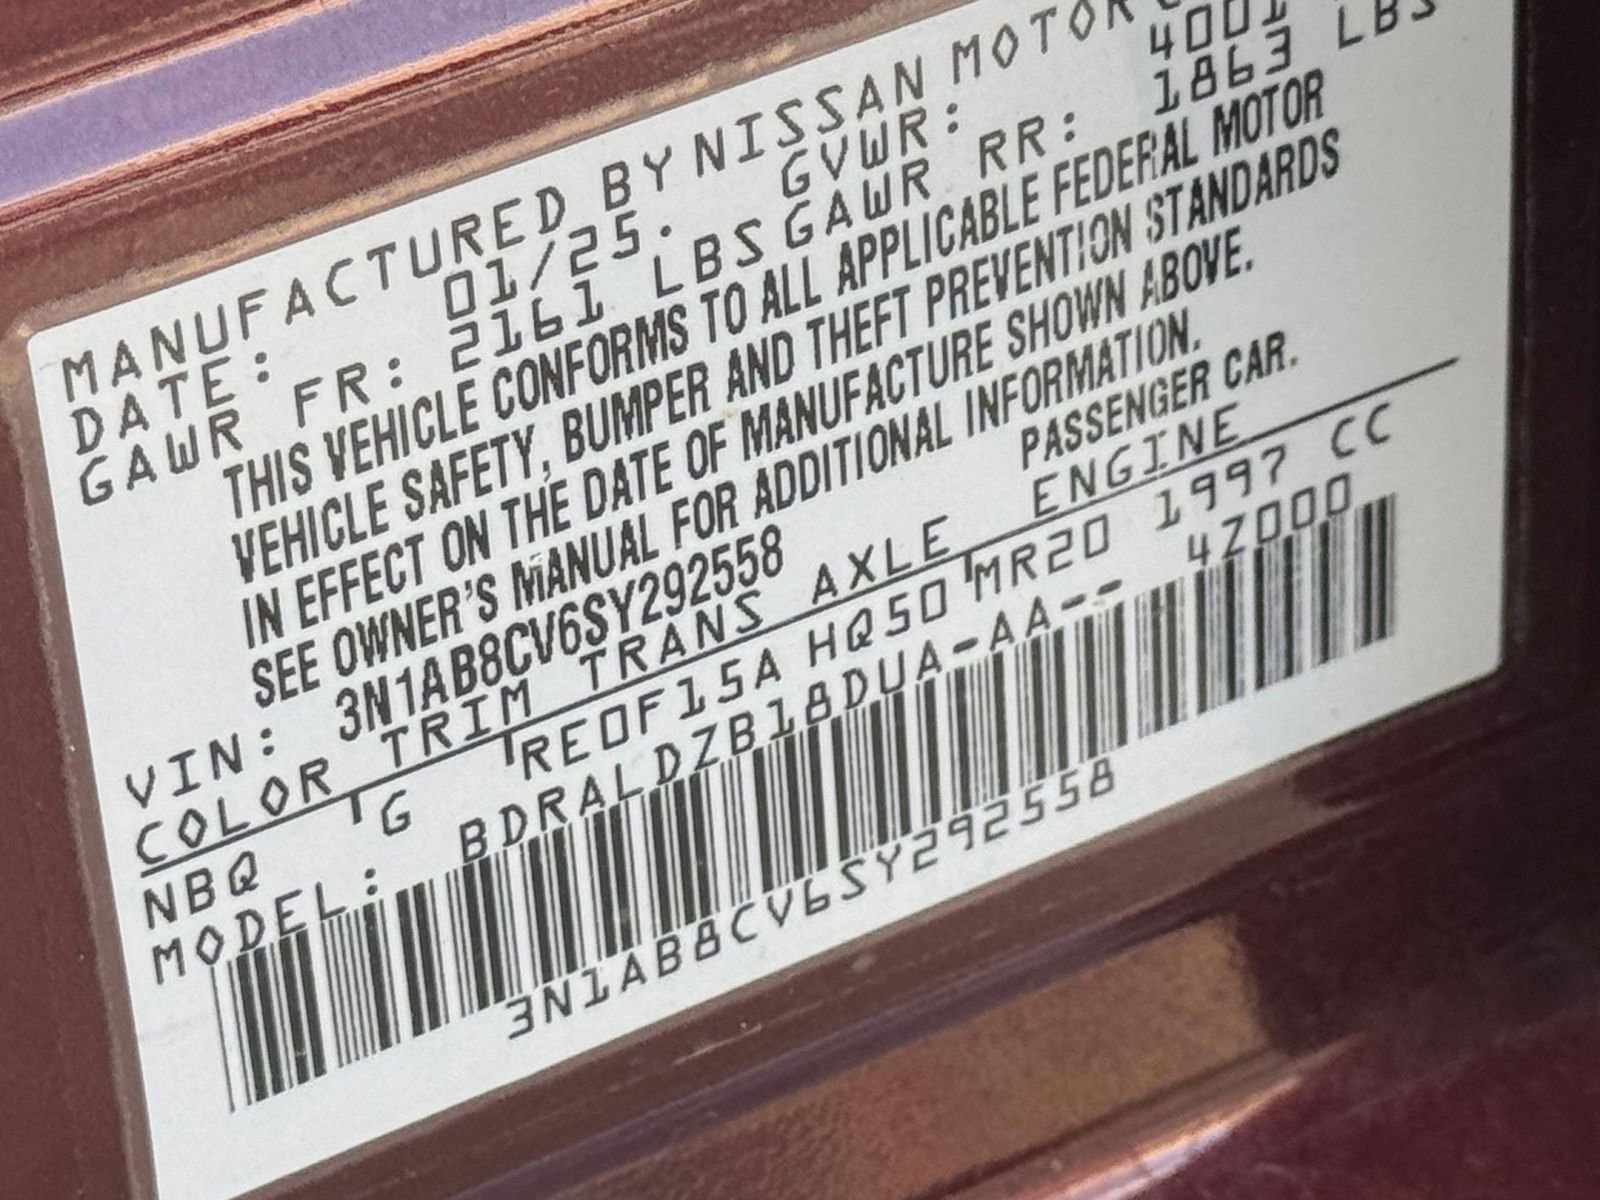 MANUFACTURED BY NISSAN MOTOR
DATE: 01/25. GVWR: 4001
GAWR FR: 2161 LBS GAWR RR: 1863 LBS
THIS VEHICLE CONFORMS TO ALL APPLICABLE FEDERAL MOTOR
VEHICLE SAFETY, BUMPER AND THEFT PREVENTION STANDARDS
IN EFFECT ON THE DATE OF MANUFACTURE SHOWN ABOVE.
SEE OWNER'S MANUAL FOR ADDITIONAL INFORMATION.
VIN: 3N1AB8CV6SY292558 PASSENGER CAR.
COLOR TRIM TRANS AXLE ENGINE
NBQ G RE0F15A HQ50 MR20 1997 CC
MODEL: BDRALDZB18DUA-AA-- 4Z000
3N1AB8CV6SY292558